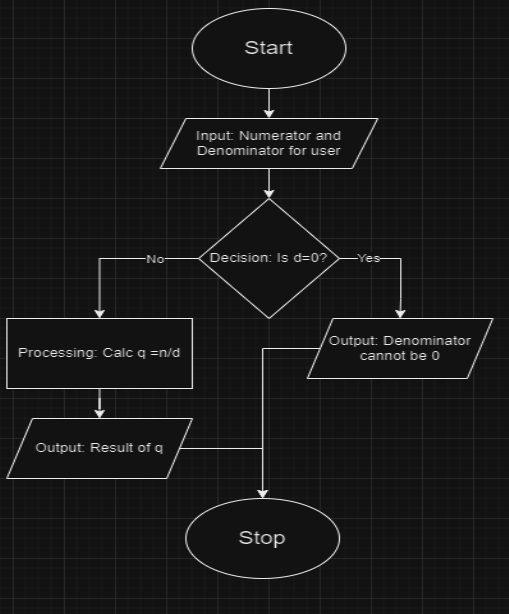 Start
Input: Numerator and
Denominator for user
Decision: Is d=0?
No
Yes
Processing: Calc q =n/d
Output: Denominator
cannot be 0
Output: Result of q
Stop